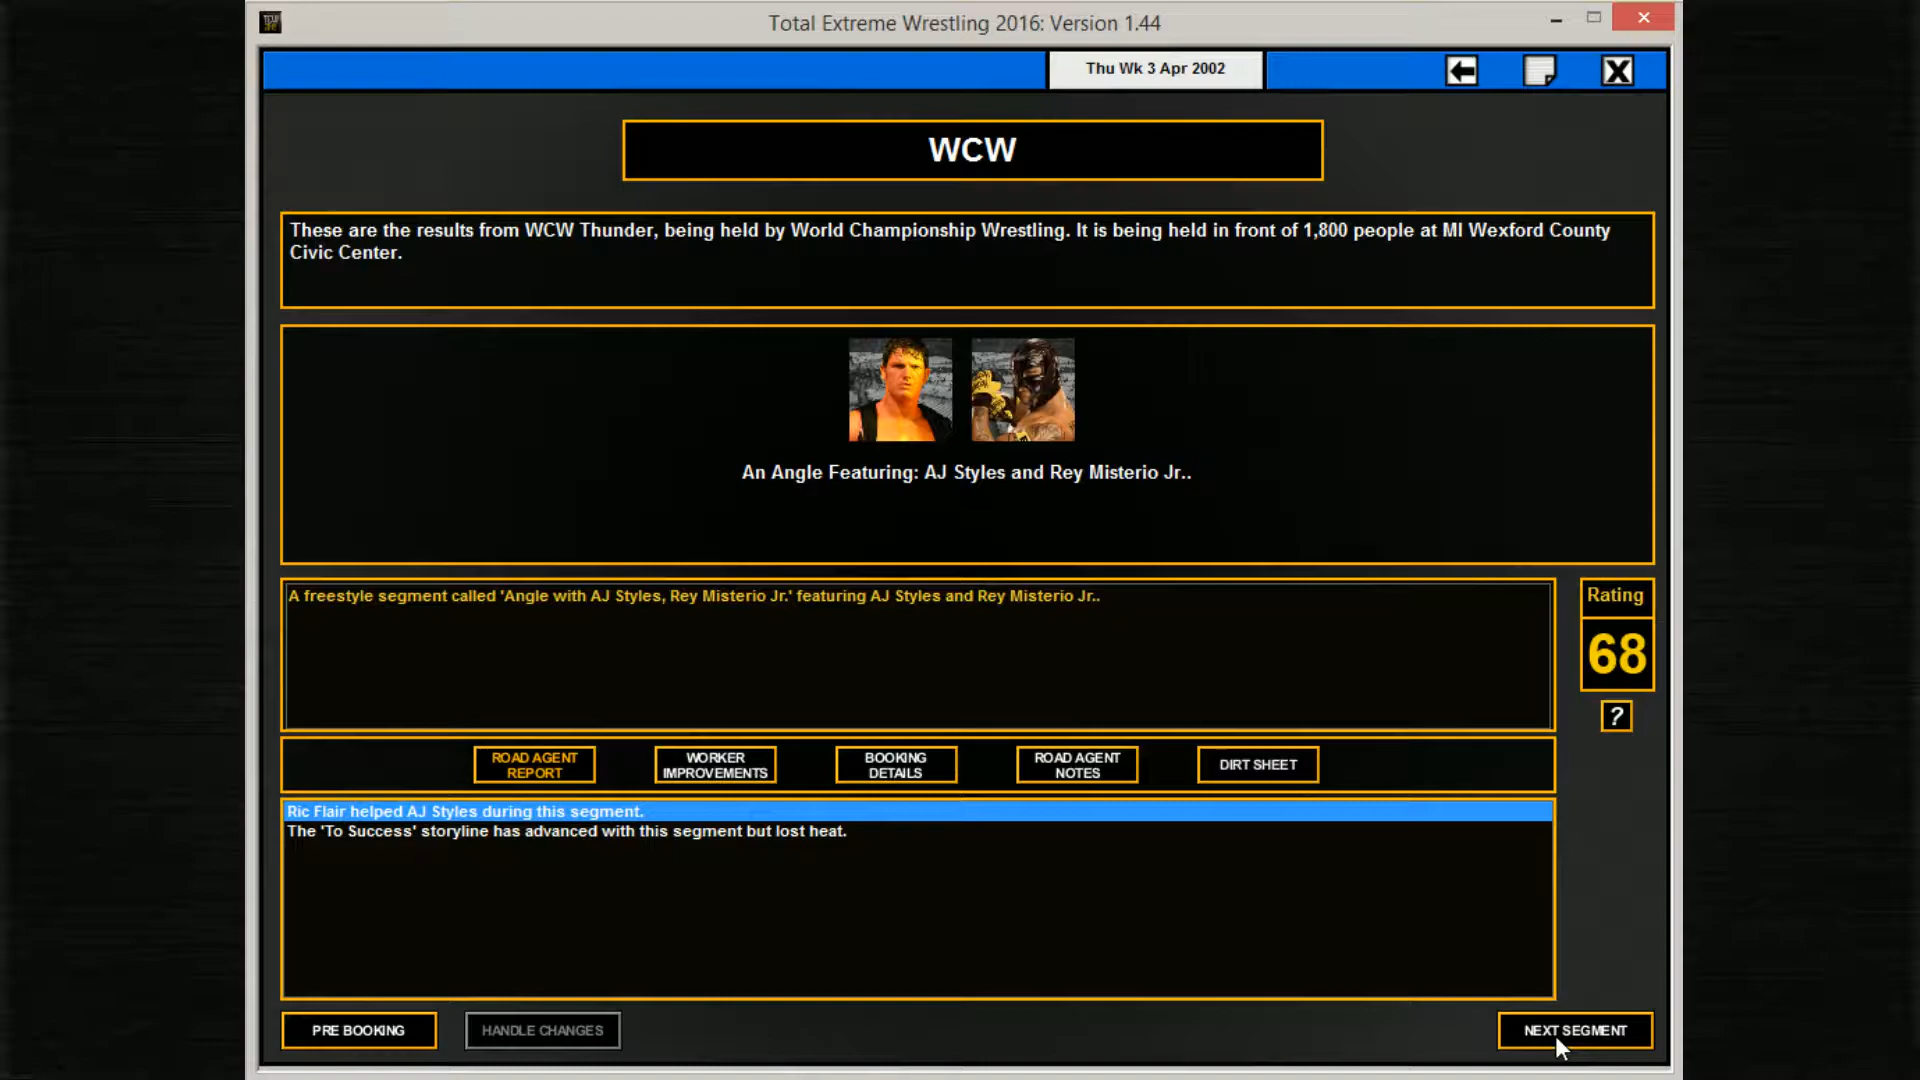 Total Extreme Wrestling 2016: Version 1.44
Thu Wk 3 Apr 2002
WCW
These are the results from WCW Thunder, being held by World Championship Wrestling. It is being held in front of 1,800 people at MI Wexford County
Civic Center.
An Angle Featuring: AJ Styles and Rey Misterio Jr..
A freestyle segment called 'Angle with AJ Styles, Rey Misterio Jr.' featuring AJ Styles and Rey Misterio Jr..
Rating
68
?
ROAD AGENT
REPORT
WORKER
IMPROVEMENTS
BOOKING
DETAILS
ROAD AGENT
NOTES
DIRT SHEET
Ric Flair helped AJ Styles during this segment.
The 'To Success' storyline has advanced with this segment but lost heat.
PRE BOOKING
HANDLE CHANGES
NEXT SEGMENT